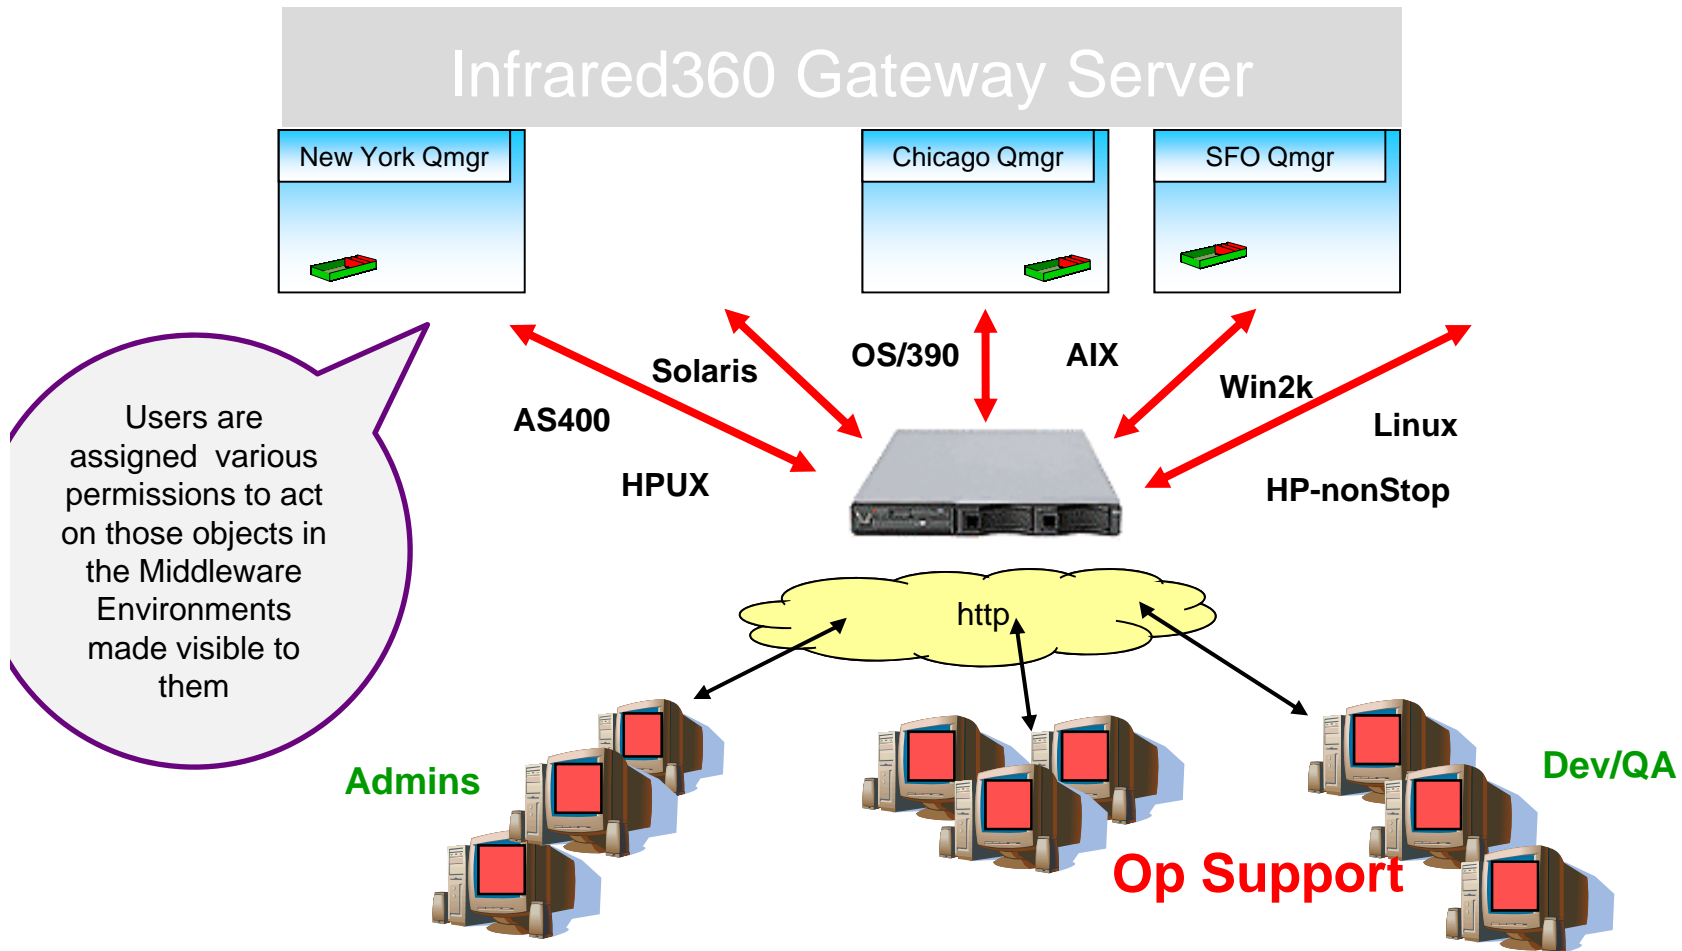 Infrared360 Gateway Server
New York Qmgr
Chicago Qmgr
SFO Qmgr
Solaris
OS/390
AIX
Win2k
AS400
Linux
HPUX
HP-nonStop
Users are
assigned  various
permissions to act
on those objects in
the Middleware
Environments
made visible to
them
http
Admins
Op Support
Dev/QA